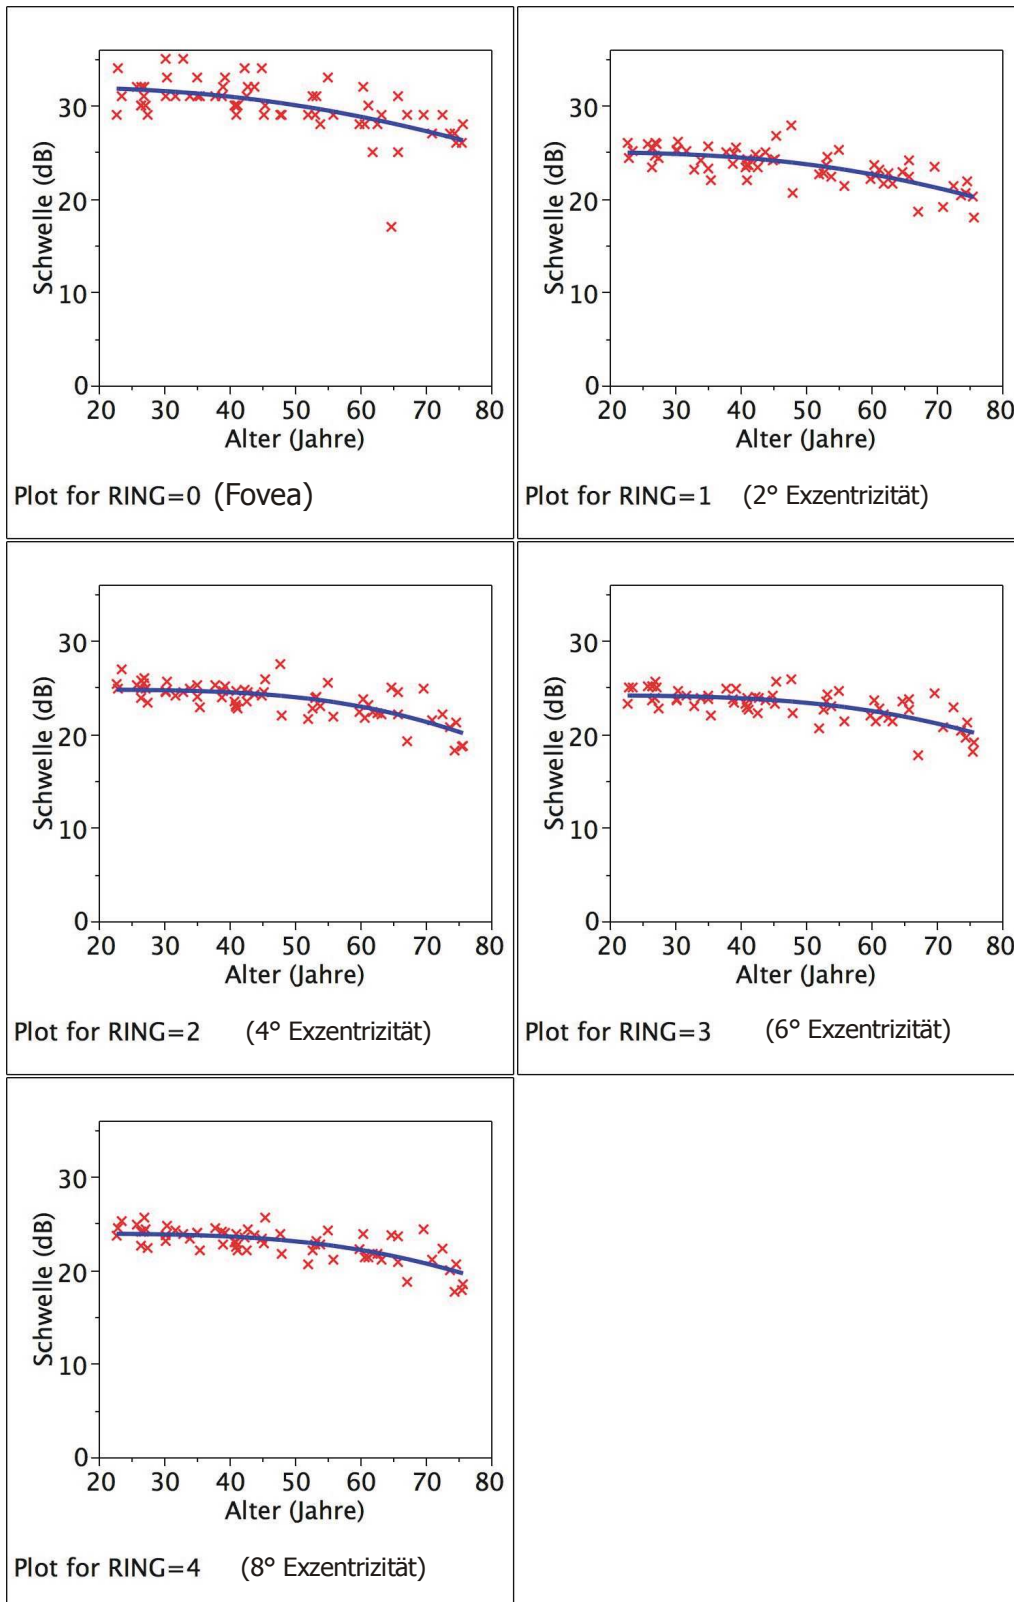 30
20
10
0
Schwelle (dB)
20 30 40 50 60 70 80
Alter (Jahre)
Plot for RING=0 (Fovea)
30
20
10
0
Schwelle (dB)
20 30 40 50 60 70 80
Alter (Jahre)
Plot for RING=1 (2° Exzentrizität)
30
20
10
0
Schwelle (dB)
20 30 40 50 60 70 80
Alter (Jahre)
Plot for RING=2 (4° Exzentrizität)
30
20
10
0
Schwelle (dB)
20 30 40 50 60 70 80
Alter (Jahre)
Plot for RING=3 (6° Exzentrizität)
30
20
10
0
Schwelle (dB)
20 30 40 50 60 70 80
Alter (Jahre)
Plot for RING=4 (8° Exzentrizität)